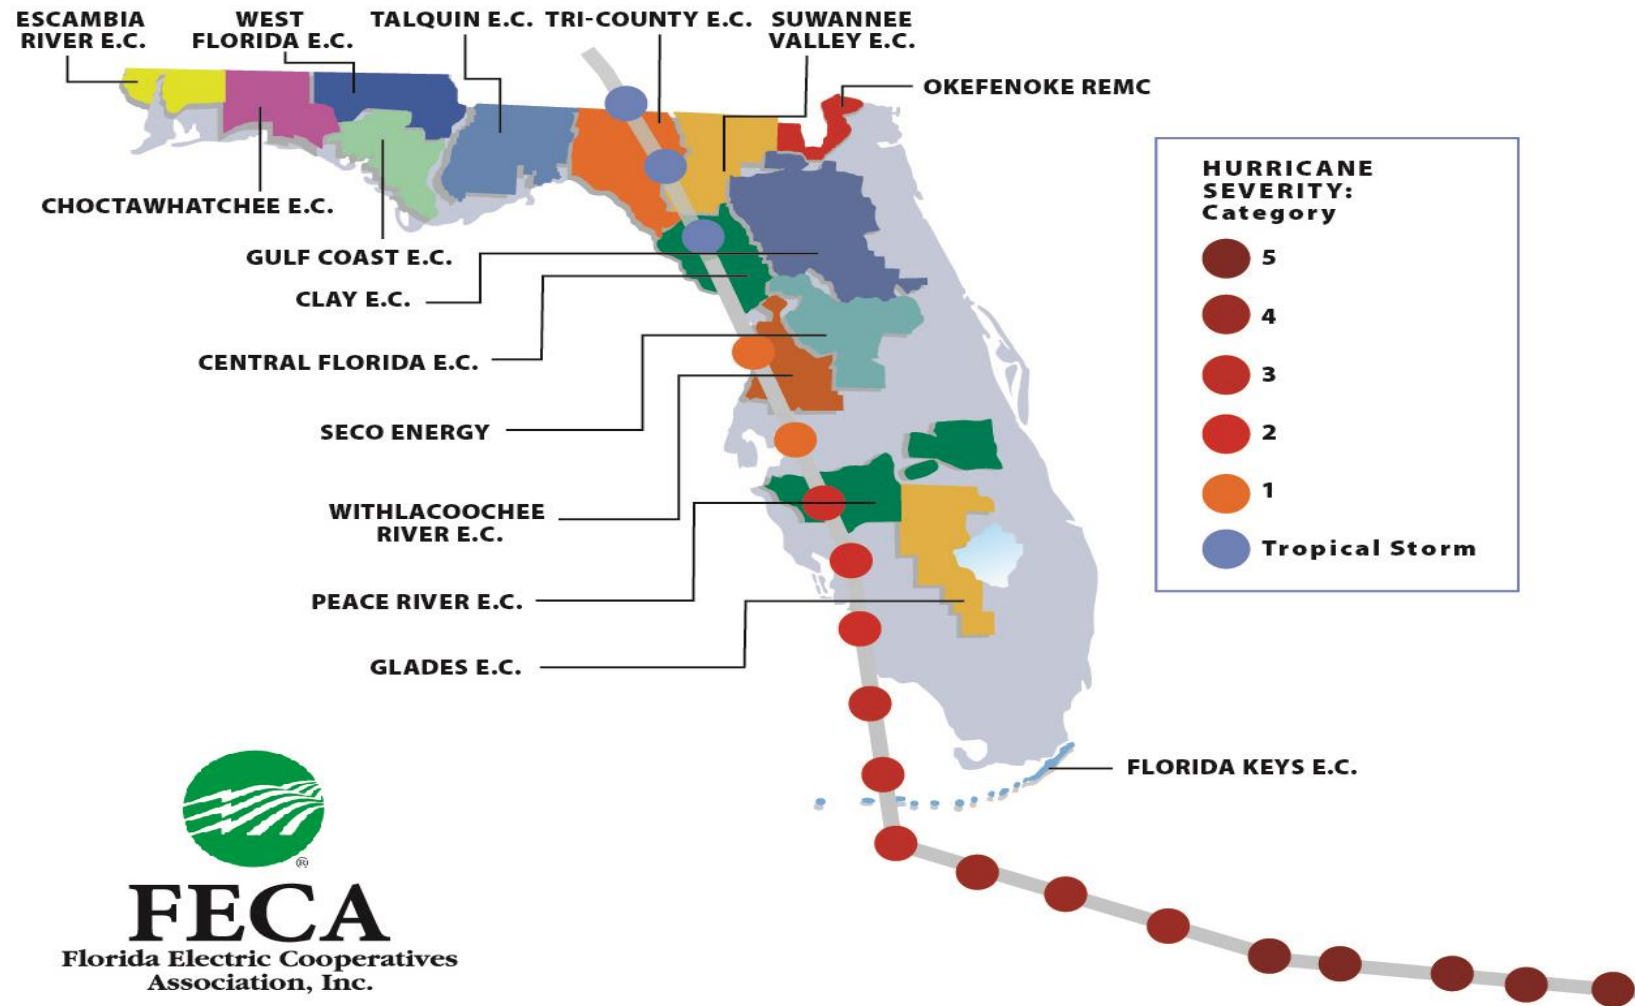 ESCAMBIA
RIVER E.C.
WEST
FLORIDA E.C.
TALQUIN E.C.
TRI-COUNTY E.C.
SUWANNEE
VALLEY E.C.
OKEFENOKE REMC
CHOCTAWHATCHEE E.C.
GULF COAST E.C.
CLAY E.C.
CENTRAL FLORIDA E.C.
SECO ENERGY
WITHLACOOCHEE
RIVER E.C.
PEACE RIVER E.C.
GLADES E.C.
FLORIDA KEYS E.C.
HURRICANE
SEVERITY:
Category
5
4
3
2
1
Tropical Storm
®
FECA
Florida Electric Cooperatives
Association, Inc.